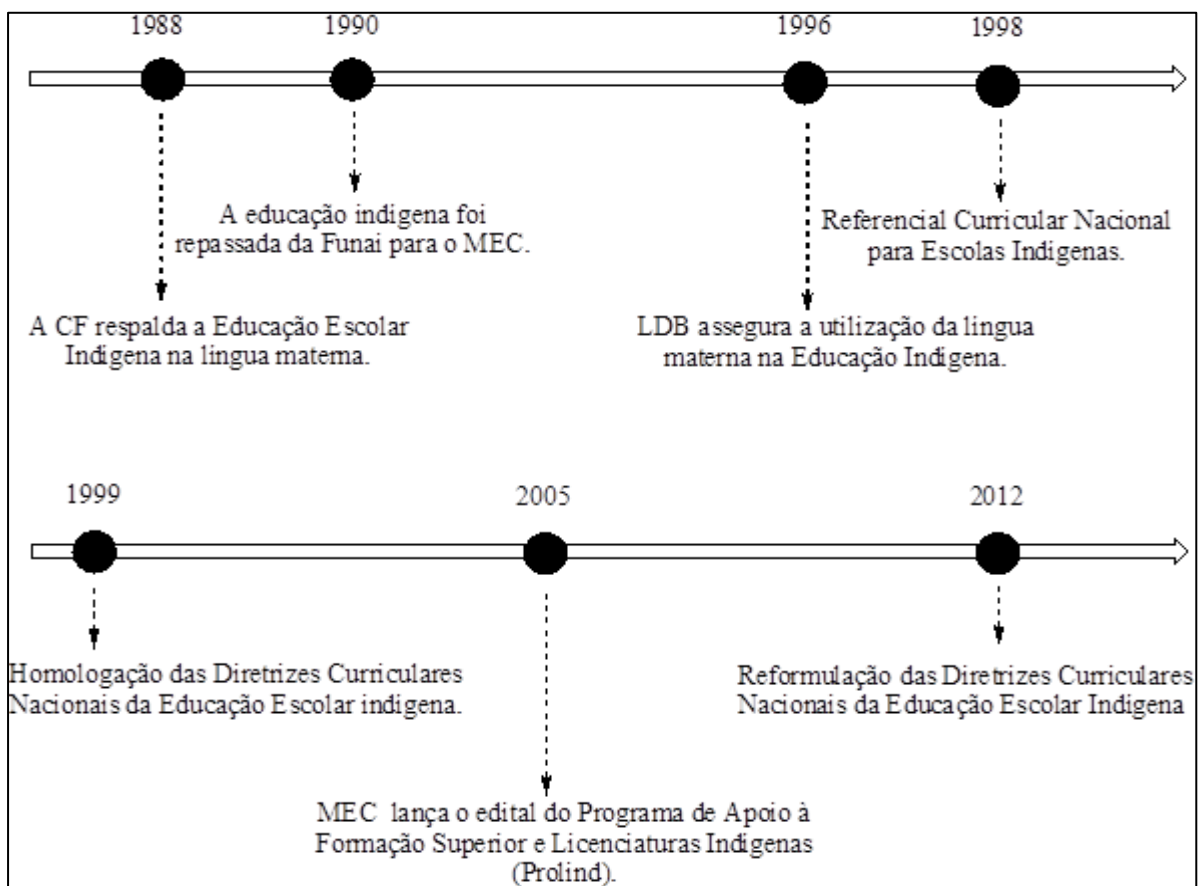 1988
1990
1996
1998
A educação indígena foi
repassada da Funai para o MEC.
Referencial Curricular Nacional
para Escolas Indígenas.
A CF respalda a Educação Escolar
Indígena na língua materna.
LDB assegura a utilização da língua
materna na Educação Indígena.
1999
2005
2012
Homologação das Diretrizes Curriculares
Nacionais da Educação Escolar indígena.
Reformulação das Diretrizes Curriculares
Nacionais da Educação Escolar Indígena
MEC lança o edital do Programa de Apoio à
Formação Superior e Licenciaturas Indígenas
(Prolind).